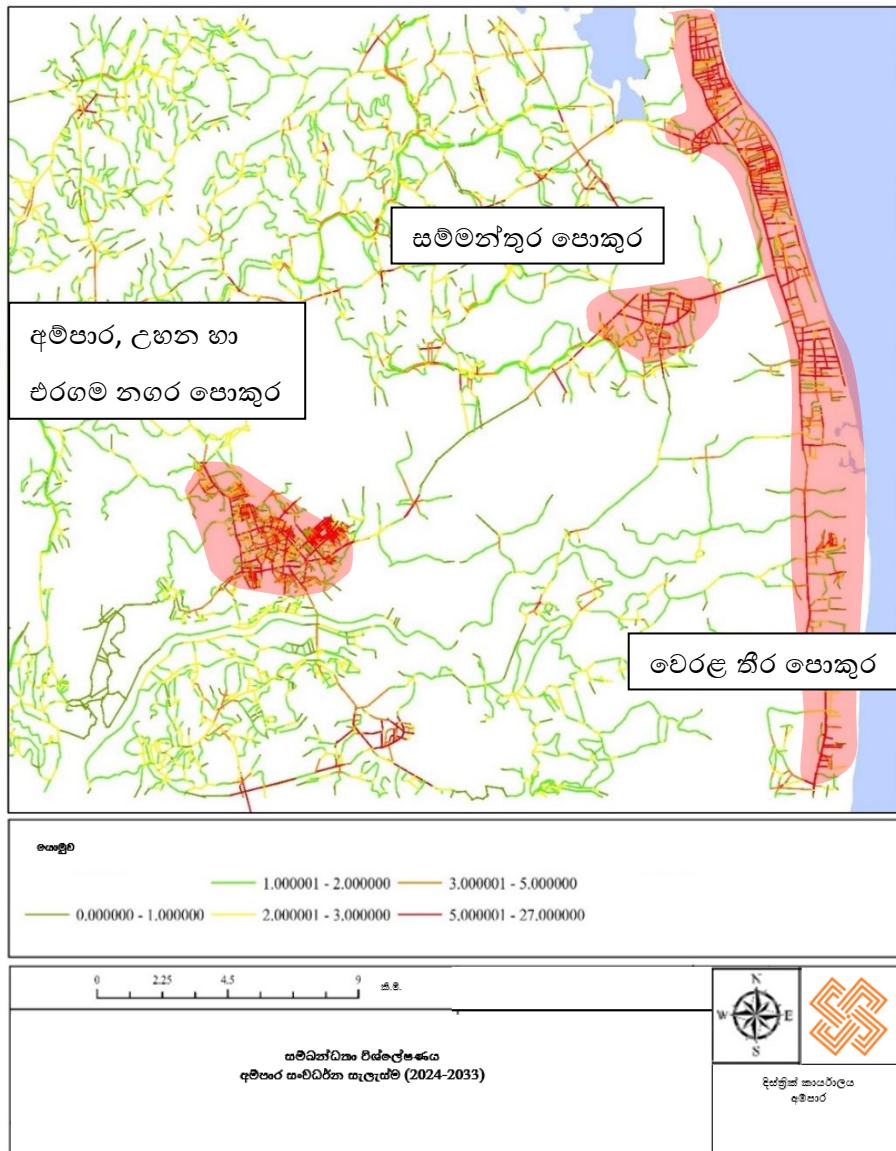 සම්මන්තුර පොකුර
අම්පාර, උහන හා
එරගම නගර පොකුර
වෙරළ තීර පොකුර
යොමුව
1.000001 - 2.000000
3.000001 - 5.000000
0.000000 - 1.000000
2.000001 - 3.000000
5.000001 - 27.000000
0
2.25
4.5
9
කි.මී.
N
W
E
S
සම්බන්ධතා විශ්ලේෂණය
අම්පාර සංවර්ධන සැලැස්ම (2024-2033)
දිස්ත්‍රික් කාර්යාලය
අම්පාර